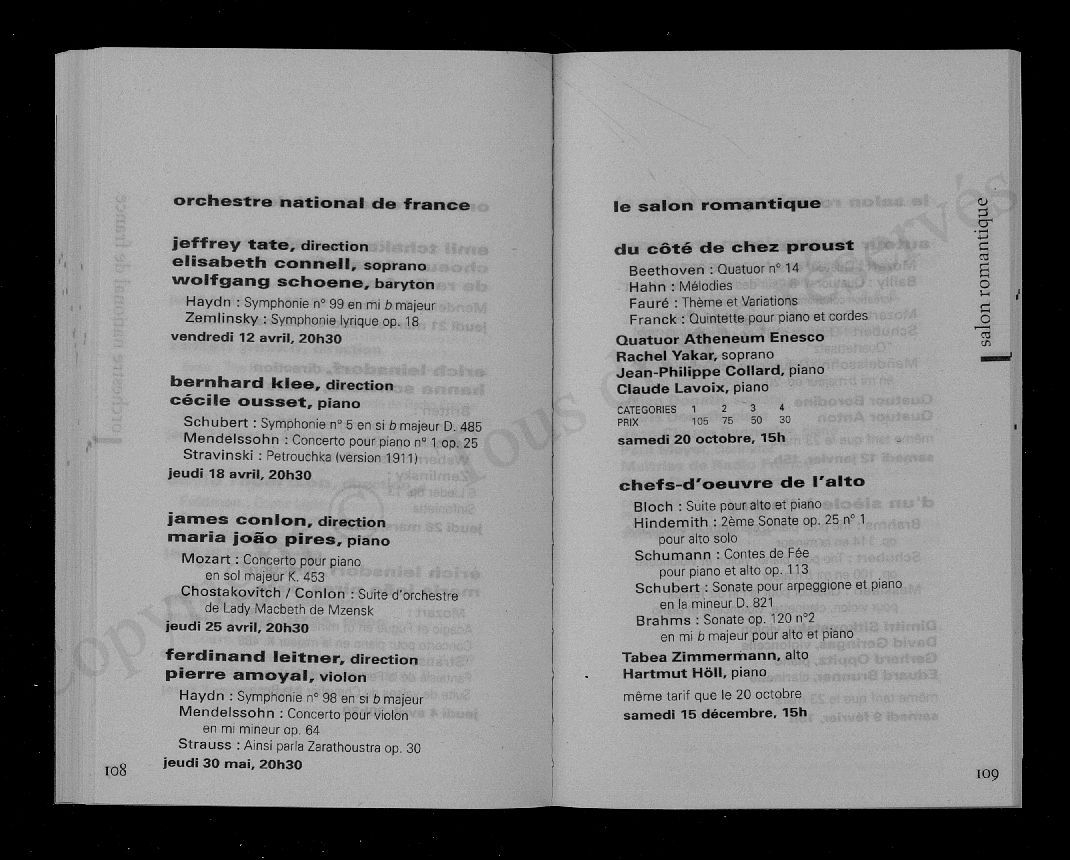 orchestre national de france
jeffrey tate, direction
elisabeth connell, soprano
wolfgang schoene, baryton
Haydn : Symphonie n° 99 en mi b majeur
Zemlinsky : Symphonie lyrique op. 18
vendredi 12 avril, 20h30
bernhard klee, direction
cécile ousset, piano
Schubert : Symphonie n° 5 en si b majeur D. 485
Mendelssohn : Concerto pour piano n° 1 op. 25
Stravinski : Petrouchka (version 1911)
jeudi 18 avril, 20h30
james conlon, direction
maria joão pires, piano
Mozart : Concerto pour piano
en sol majeur K. 453
Chostakovitch / Conlon : Suite d'orchestre
de Lady Macbeth de Mzensk
jeudi 25 avril, 20h30
ferdinand leitner, direction
pierre amoyal, violon
Haydn : Symphonie n° 98 en si b majeur
Mendelssohn : Concerto pour violon
en mi mineur op. 64
Strauss : Ainsi parla Zarathoustra op. 30
jeudi 30 mai, 20h30
108
le salon romantique
du côté de chez proust
Beethoven : Quatuor n° 14
Hahn : Mélodies
Fauré : Thème et Variations
Franck : Quintette pour piano et cordes
Quatuor Atheneum Enesco
Rachel Yakar, soprano
Jean-Philippe Collard, piano
Claude Lavoix, piano
CATEGORIES 1 2 3 4
PRIX 105 75 50 30
samedi 20 octobre, 15h
chefs-d'oeuvre de l'alto
Bloch : Suite pour alto et piano
Hindemith : 2ème Sonate op. 25 n° 1
pour alto solo
Schumann : Contes de Fée
pour piano et alto op. 113
Schubert : Sonate pour arpeggione et piano
en la mineur D. 821
Brahms : Sonate op. 120 n°2
en mi b majeur pour alto et piano
Tabea Zimmermann, alto
Hartmut Höll, piano
même tarif que le 20 octobre
samedi 15 décembre, 15h
salon romantique
109